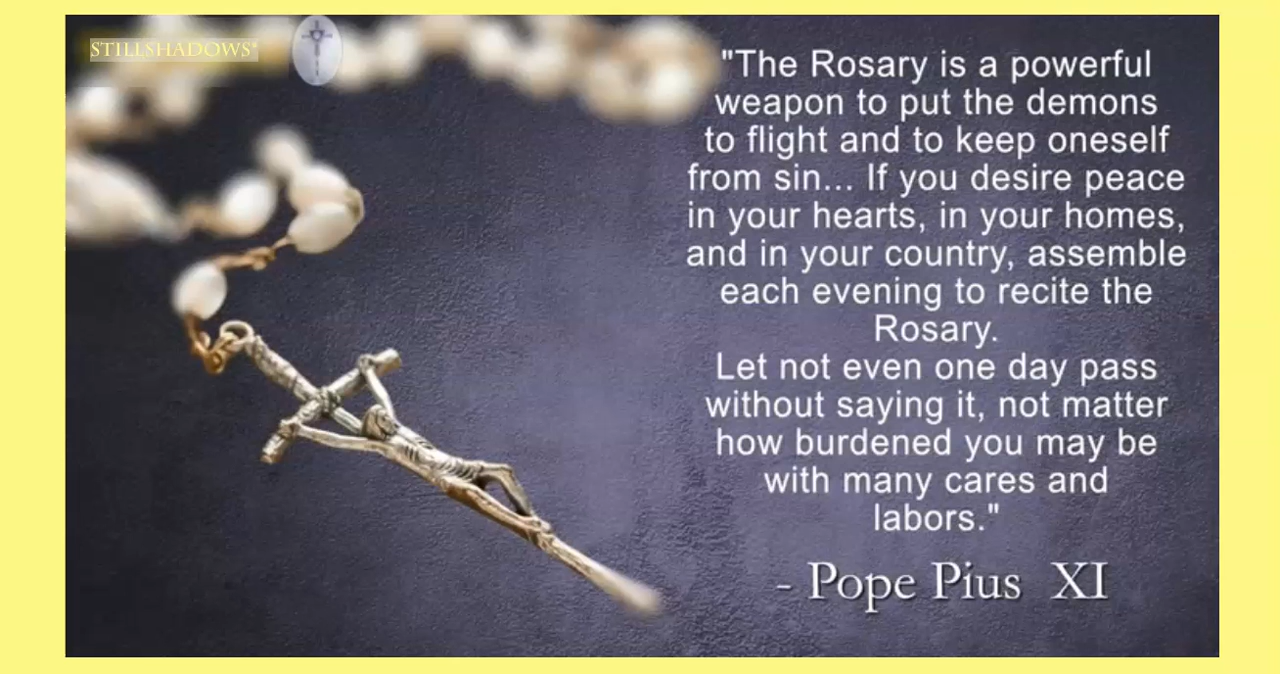 STILLSHADOWS®
"The Rosary is a powerful
weapon to put the demons
to flight and to keep oneself
from sin... If you desire peace
in your hearts, in your homes,
and in your country, assemble
each evening to recite the
Rosary.
Let not even one day pass
without saying it, not matter
how burdened you may be
with many cares and
labors."
- Pope Pius XI